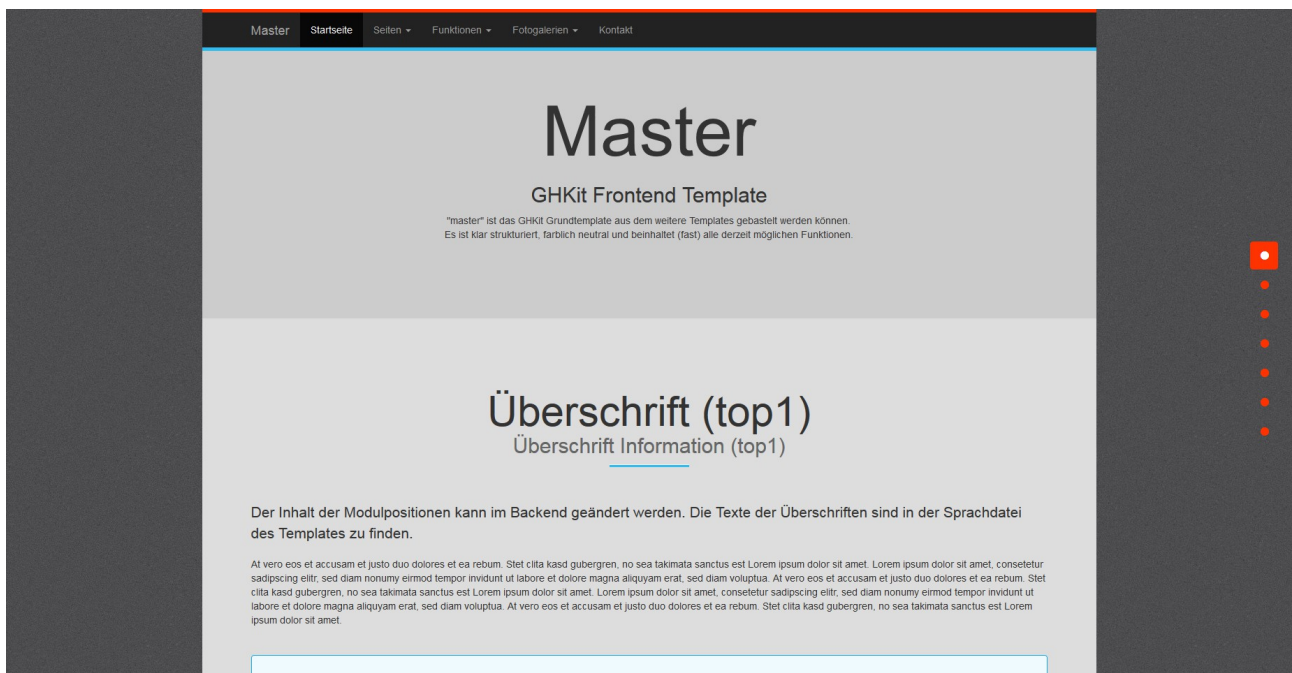 Master Startseite Seiten Funktionen Fotogalerien Kontakt
Master
GHKit Frontend Template
"master" ist das GHKit Grundtemplate aus dem weitere Templates gebastelt werden können.
Es ist klar strukturiert, farblich neutral und beinhaltet (fast) alle derzeit möglichen Funktionen.
Überschrift (top1)
Überschrift Information (top1)
Der Inhalt der Modulpositionen kann im Backend geändert werden. Die Texte der Überschriften sind in der Sprachdatei
des Templates zu finden.
At vero eos et accusam et justo duo dolores et ea rebum. Stet clita kasd gubergren, no sea takimata sanctus est Lorem ipsum dolor sit amet. Lorem ipsum dolor sit amet, consetetur
sadipscing elitr, sed diam nonumy eirmod tempor invidunt ut labore et dolore magna aliquyam erat, sed diam voluptua. At vero eos et accusam et justo duo dolores et ea rebum. Stet
clita kasd gubergren, no sea takimata sanctus est Lorem ipsum dolor sit amet. Lorem ipsum dolor sit amet, consetetur sadipscing elitr, sed diam nonumy eirmod tempor invidunt ut
labore et dolore magna aliquyam erat, sed diam voluptua. At vero eos et accusam et justo duo dolores et ea rebum. Stet clita kasd gubergren, no sea takimata sanctus est Lorem
ipsum dolor sit amet.